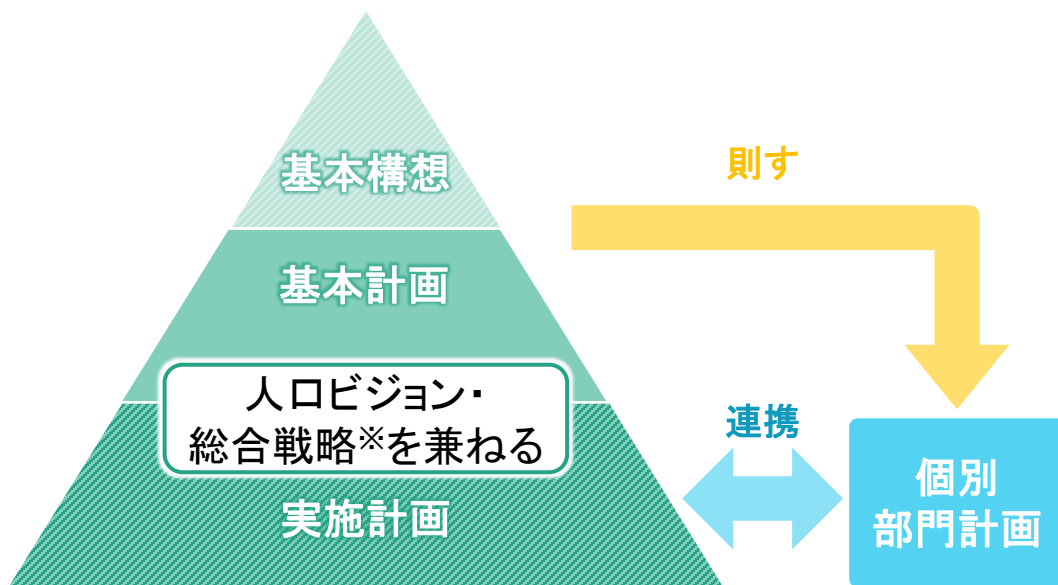 基本構想
則す
基本計画
人口ビジョン・
総合戦略※を兼ねる
連携
個別
部門計画
実施計画